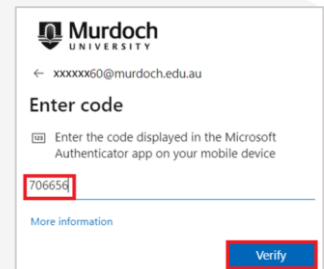 Murdoch
UNIVERSITY
← xxxxxx60@murdoch.edu.au
Enter code
123 Enter the code displayed in the Microsoft
Authenticator app on your mobile device
706656
More information
Verify